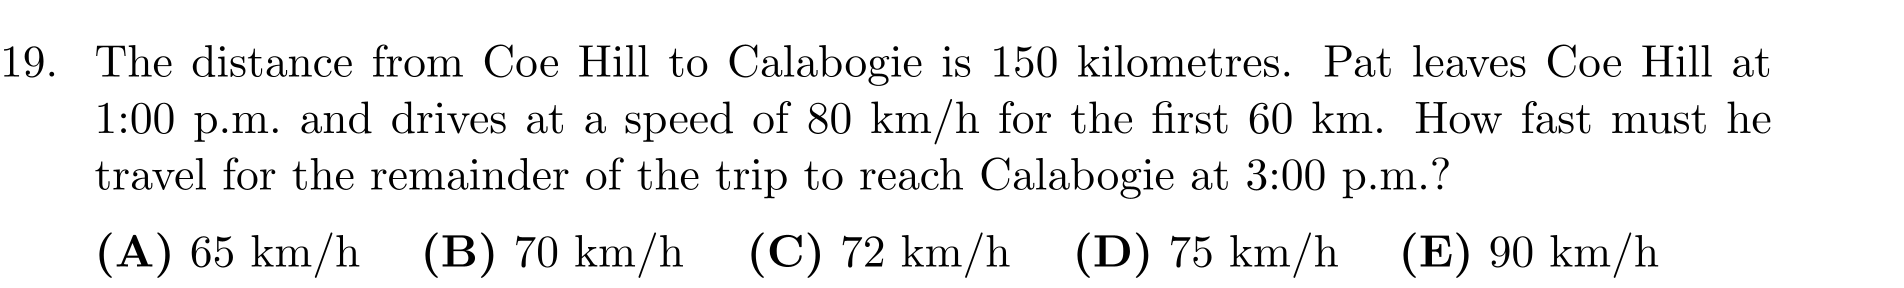 19. The distance from Coe Hill to Calabogie is 150 kilometres. Pat leaves Coe Hill at
1:00 p.m. and drives at a speed of 80 km/h for the first 60 km. How fast must he
travel for the remainder of the trip to reach Calabogie at 3:00 p.m.?
(A) 65 km/h (B) 70 km/h (C) 72 km/h (D) 75 km/h (E) 90 km/h